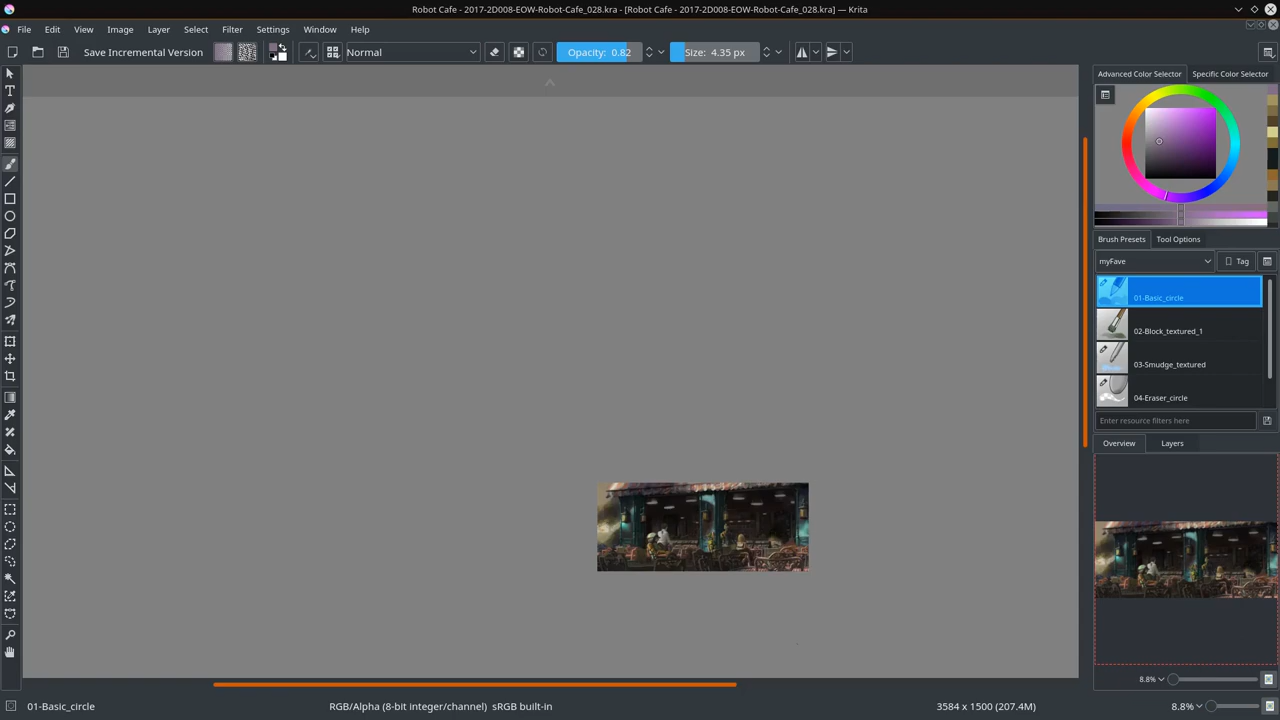 Robot Cafe - 2017-2D008-EOW-Robot-Cafe_028.kra - [Robot Cafe - 2017-2D008-EOW-Robot-Cafe_028.kra] — Krita
File Edit View Image Layer Select Filter Settings Window Help
Save Incremental Version Normal Opacity: 0.82 Size: 4.35 px
Advanced Color Selector Specific Color Selector
Brush Presets Tool Options
myFave Tag
01-Basic_circle
02-Block_textured_1
03-Smudge_textured
04-Eraser_circle
Enter resource filters here
Overview Layers
8.8%
01-Basic_circle RGB/Alpha (8-bit integer/channel) sRGB built-in 3584 x 1500 (207.4M) 8.8%